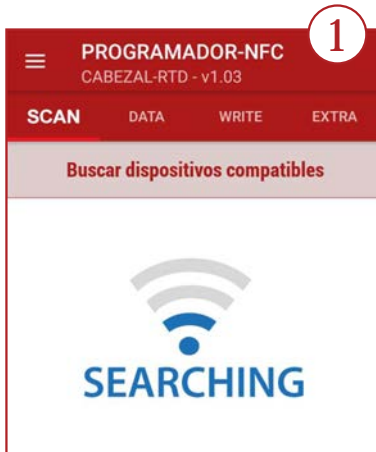 1
PROGRAMADOR-NFC
CABEZAL-RTD - v1.03
SCAN DATA WRITE EXTRA
Buscar dispositivos compatibles
SEARCHING